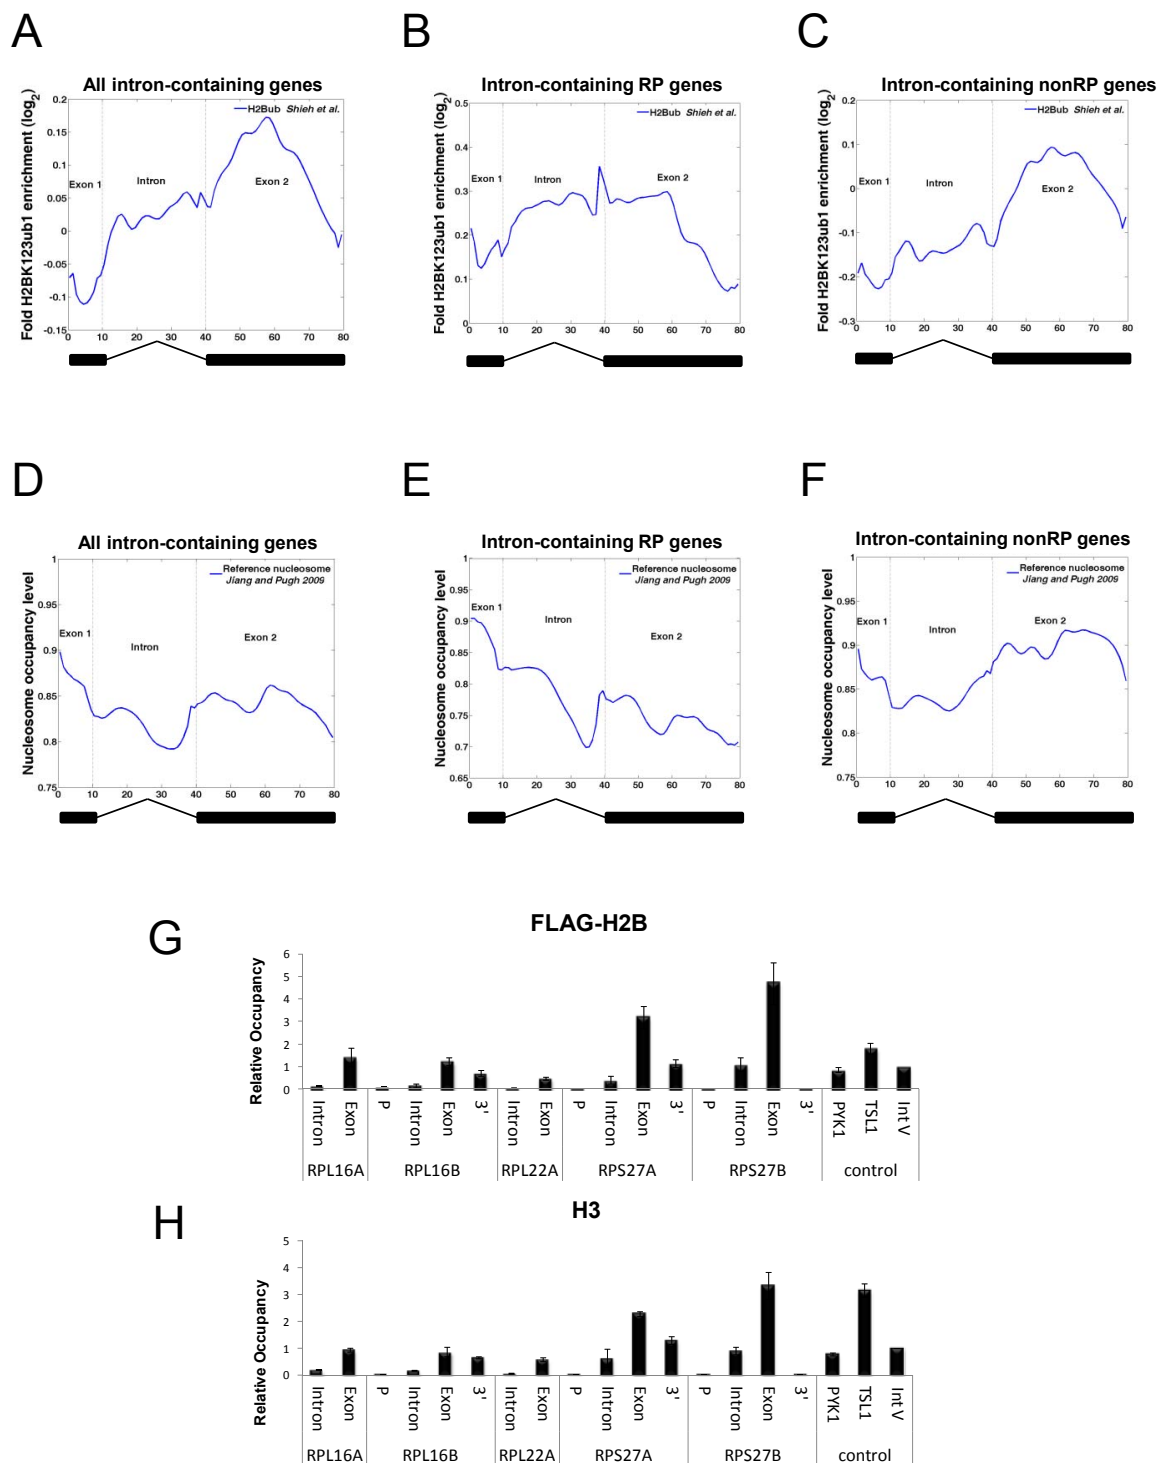 A
B
C
All intron-containing genes
Intron-containing RP genes
Intron-containing nonRP genes
Fold H2BK123ub1 enrichment (log2)
0.2
0.15
0.1
0.05
0
-0.05
-0.1
-0.15
H2Bub Shieh et al.
Exon 1
Intron
Exon 2
0 10 20 30 40 50 60 70 80
Fold H2BK123ub1 enrichment (log2)
0.5
0.4
0.3
0.2
0.1
0
H2Bub Shieh et al.
Exon 1
Intron
Exon 2
0 10 20 30 40 50 60 70 80
Fold H2BK123ub1 enrichment (log2)
0.2
0.1
0
-0.1
-0.2
-0.3
H2Bub Shieh et al.
Exon 1
Intron
Exon 2
0 10 20 30 40 50 60 70 80
D
E
F
All intron-containing genes
Intron-containing RP genes
Intron-containing nonRP genes
Nucleosome occupancy level
1
0.95
0.9
0.85
0.8
0.75
Reference nucleosome
Jiang and Pugh 2009
Exon 1
Intron
Exon 2
0 10 20 30 40 50 60 70 80
Nucleosome occupancy level
1
0.95
0.9
0.85
0.8
0.75
0.7
0.65
Reference nucleosome
Jiang and Pugh 2009
Exon 1
Intron
Exon 2
0 10 20 30 40 50 60 70 80
Nucleosome occupancy level
1
0.95
0.9
0.85
0.8
0.75
Reference nucleosome
Jiang and Pugh 2009
Exon 1
Intron
Exon 2
0 10 20 30 40 50 60 70 80
G
FLAG-H2B
Relative Occupancy
6
5
4
3
2
1
0
Intron Exon P Intron Exon 3' Intron Exon P Intron Exon 3' P Intron Exon 3' PYK1 TSL1 Int V
RPL16A RPL16B RPL22A RPS27A RPS27B control
H
H3
Relative Occupancy
5
4
3
2
1
0
Intron Exon P Intron Exon 3' Intron Exon P Intron Exon 3' P Intron Exon 3' PYK1 TSL1 Int V
RPL16A RPL16B RPL22A RPS27A RPS27B control